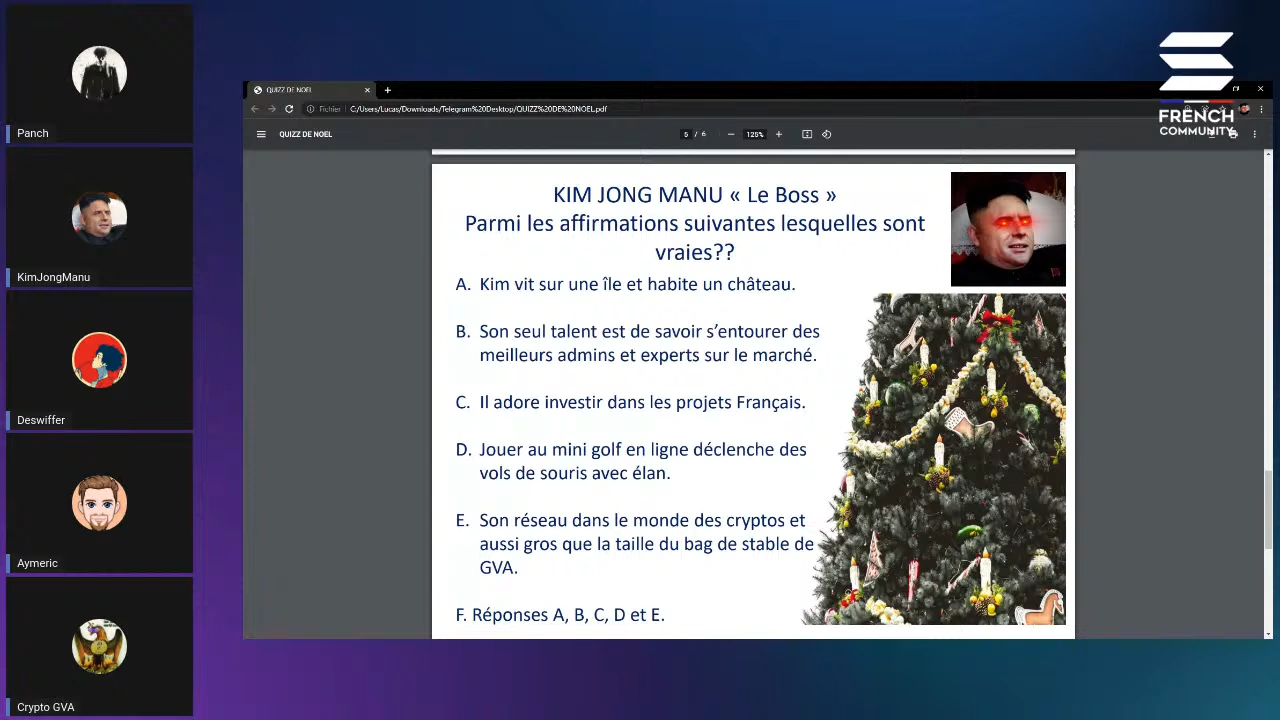 Panch
KimJongManu
Deswiffer
Aymeric
Crypto GVA
QUIZZ DE NOEL
Fichier
C:/Users/Lucas/Downloads/Telegram%20Desktop/QUIZZ%20DE%20NOEL.pdf
QUIZZ DE NOEL
5 / 6
125%
FRENCH
COMMUNITY
KIM JONG MANU « Le Boss »
Parmi les affirmations suivantes lesquelles sont
vraies??
A. Kim vit sur une île et habite un château.
B. Son seul talent est de savoir s’entourer des
meilleurs admins et experts sur le marché.
C. Il adore investir dans les projets Français.
D. Jouer au mini golf en ligne déclenche des
vols de souris avec élan.
E. Son réseau dans le monde des cryptos et
aussi gros que la taille du bag de stable de
GVA.
F. Réponses A, B, C, D et E.